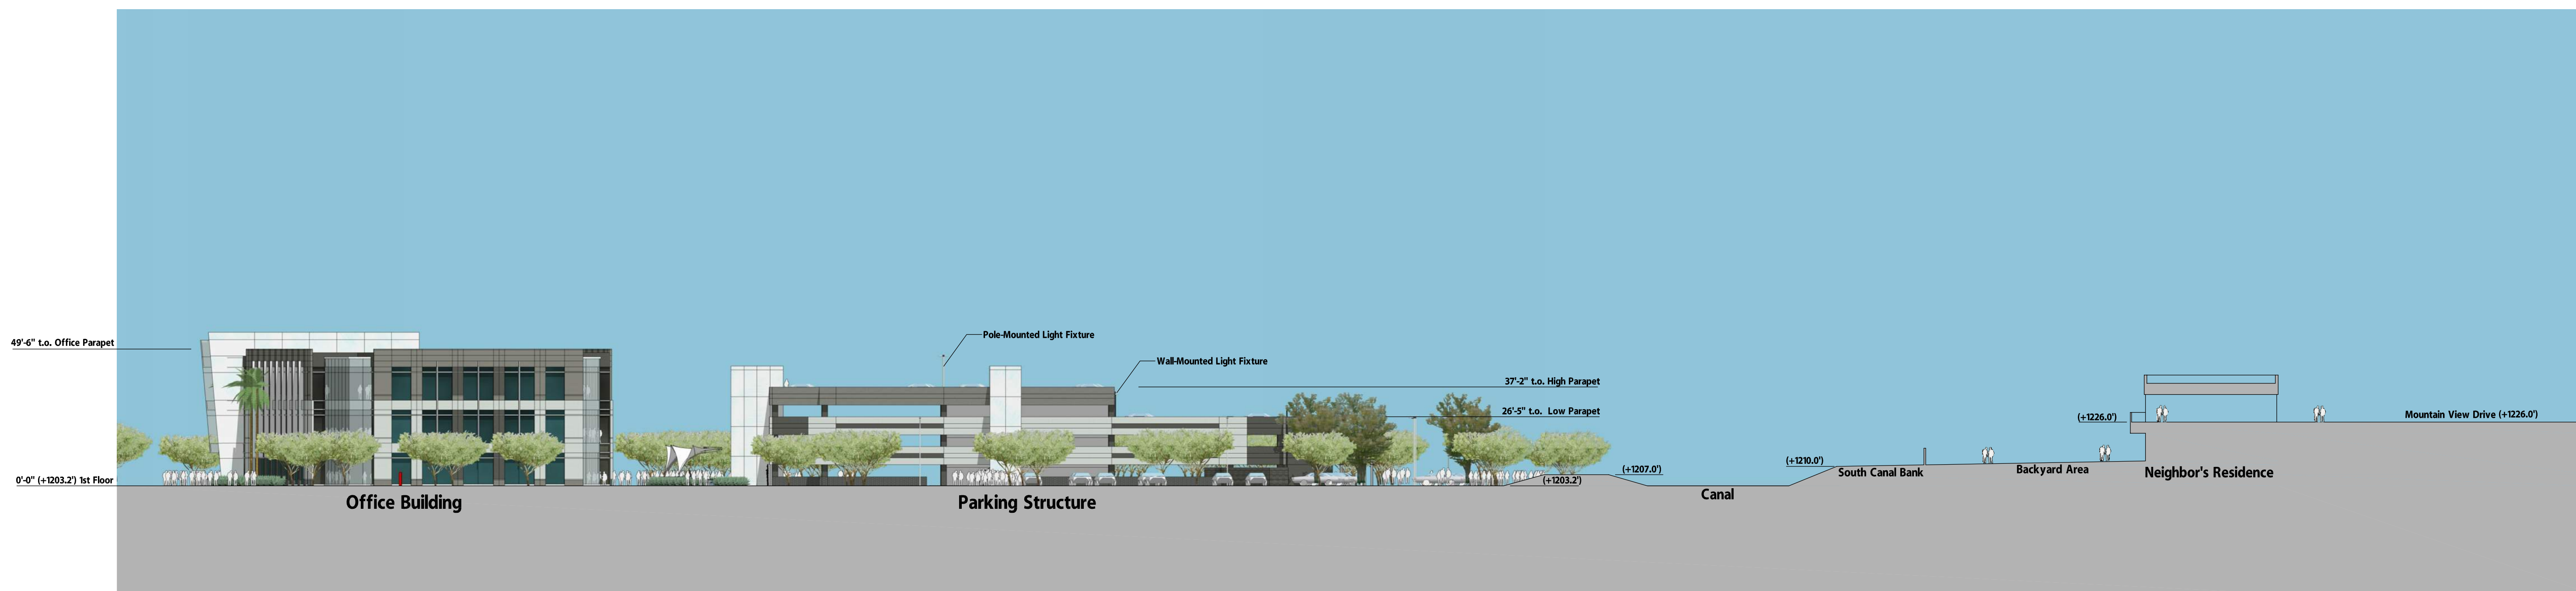 49'-6" t.o. Office Parapet
0'-0" (+1203.2') 1st Floor
Office Building
Pole-Mounted Light Fixture
Wall-Mounted Light Fixture
37'-2" t.o. High Parapet
26'-5" t.o. Low Parapet
Parking Structure
(+1203.2')
(+1207.0')
Canal
(+1210.0')
South Canal Bank
Backyard Area
(+1226.0')
Neighbor's Residence
Mountain View Drive (+1226.0')